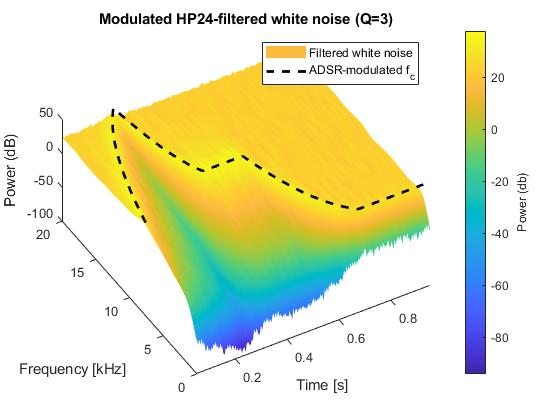 Modulated HP24-filtered white noise (Q=3)
Filtered white noise
ADSR-modulated fc
50
0
-50
-100
Power (dB)
20
15
10
5
0
Frequency [kHz]
0.2
0.4
0.6
0.8
Time [s]
20
0
-20
-40
-60
-80
Power (db)